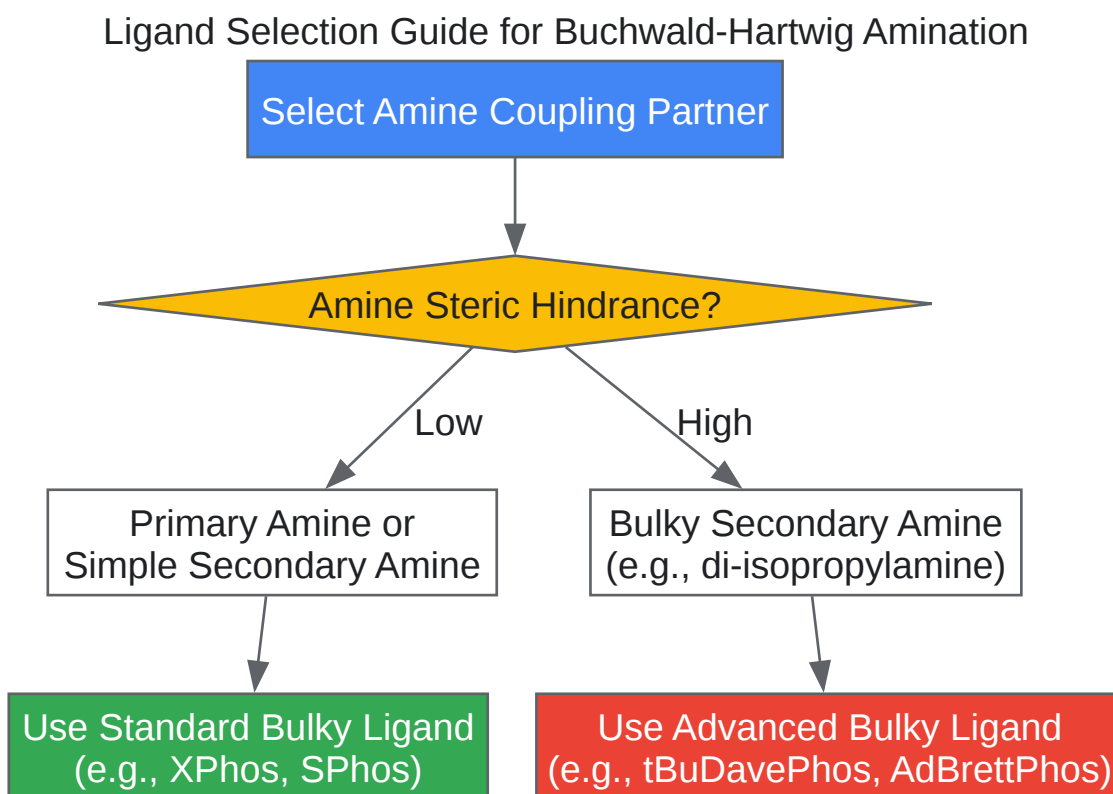 Ligand Selection Guide for Buchwald-Hartwig Amination
Select Amine Coupling Partner
Amine Steric Hindrance?
Low
High
Primary Amine or
Simple Secondary Amine
Bulky Secondary Amine
(e.g., di-isopropylamine)
Use Standard Bulky Ligand
(e.g., XPhos, SPhos)
Use Advanced Bulky Ligand
(e.g., tBuDavePhos, AdBrettPhos)